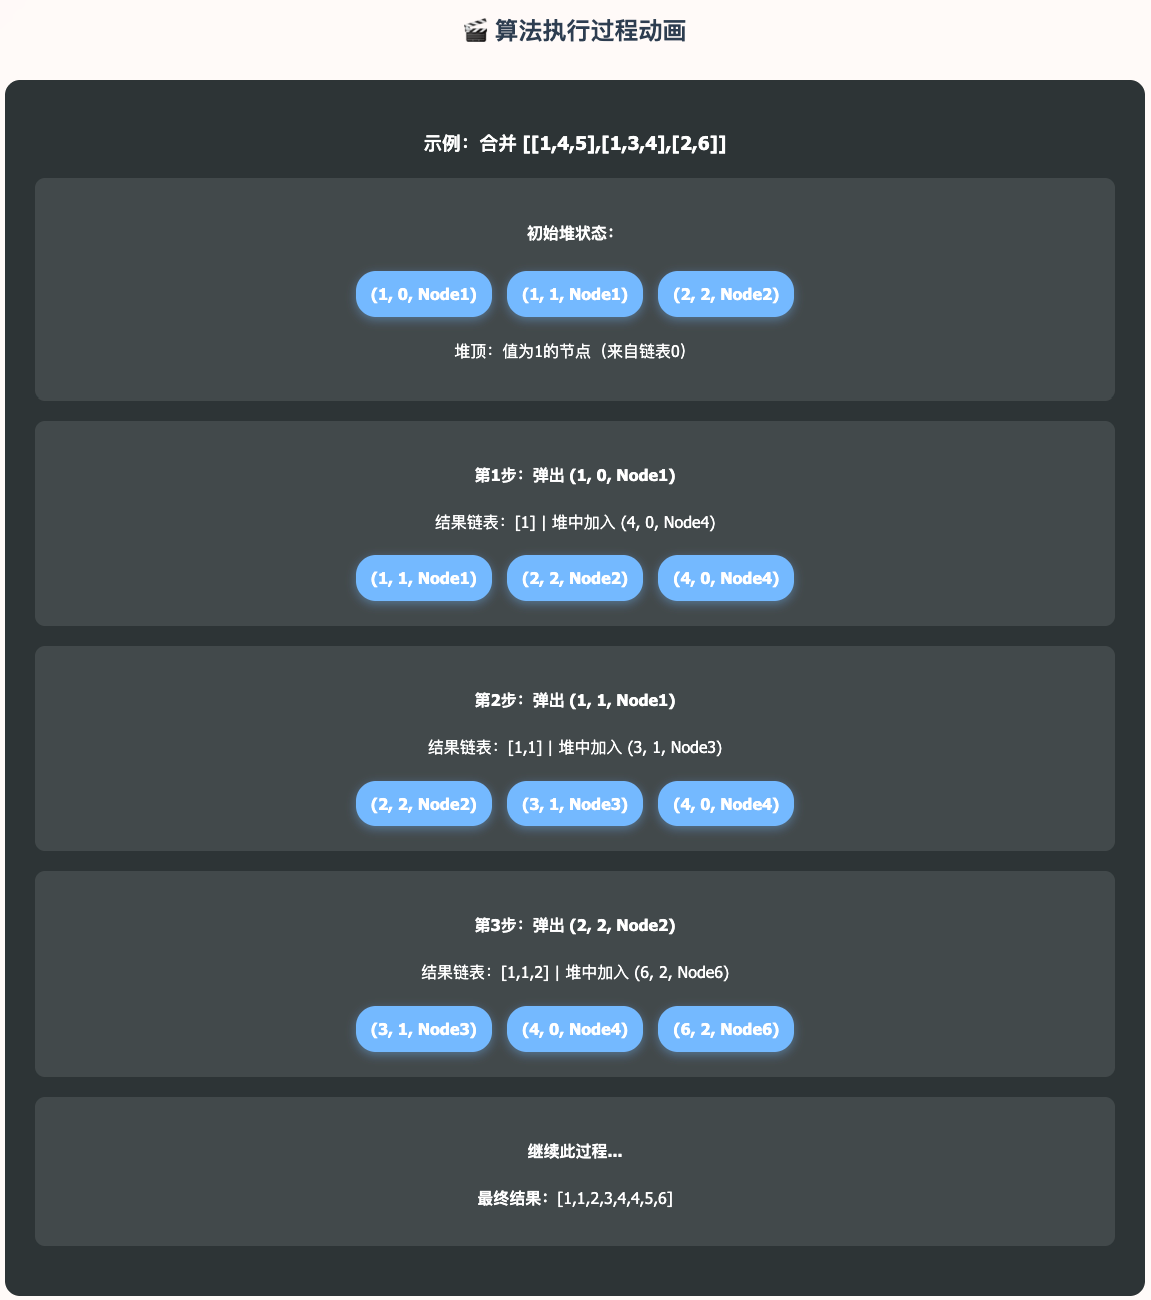 🎬 算法执行过程动画
示例：合并 [[1,4,5],[1,3,4],[2,6]]
初始堆状态：
(1, 0, Node1) (1, 1, Node1) (2, 2, Node2)
堆顶：值为1的节点（来自链表0）
第1步：弹出 (1, 0, Node1)
结果链表：[1] | 堆中加入 (4, 0, Node4)
(1, 1, Node1) (2, 2, Node2) (4, 0, Node4)
第2步：弹出 (1, 1, Node1)
结果链表：[1,1] | 堆中加入 (3, 1, Node3)
(2, 2, Node2) (3, 1, Node3) (4, 0, Node4)
第3步：弹出 (2, 2, Node2)
结果链表：[1,1,2] | 堆中加入 (6, 2, Node6)
(3, 1, Node3) (4, 0, Node4) (6, 2, Node6)
继续此过程...
最终结果：[1,1,2,3,4,4,5,6]